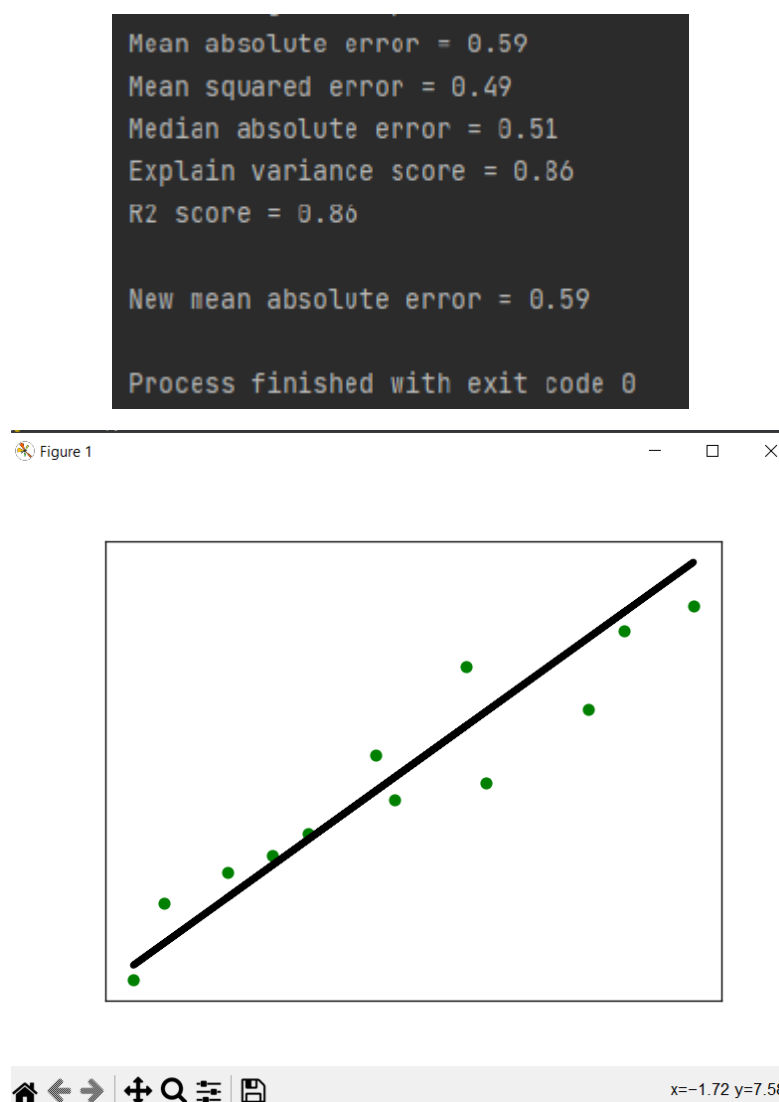 Mean absolute error = 0.59
Mean squared error = 0.49
Median absolute error = 0.51
Explain variance score = 0.86
R2 score = 0.86
New mean absolute error = 0.59
Process finished with exit code 0
Figure 1
x=−1.72 y=7.58